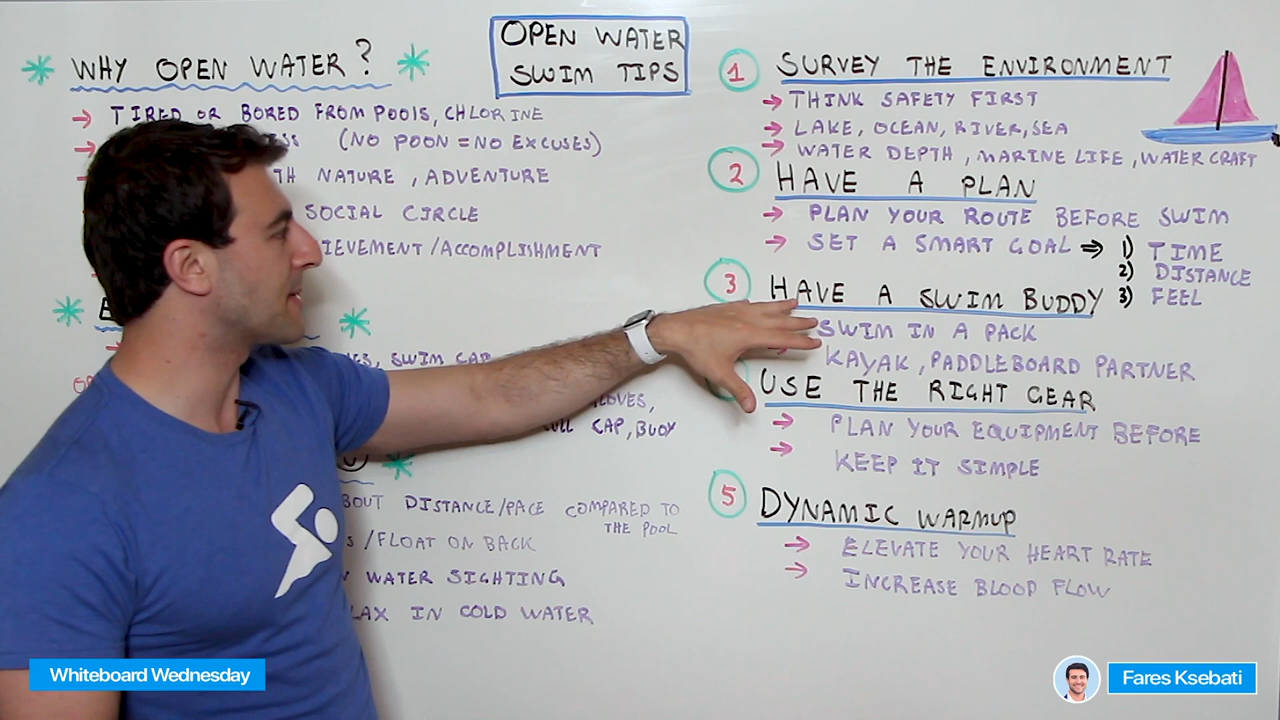 OPEN WATER
SWIM TIPS
WHY OPEN WATER?
→ TIRED OR BORED FROM POOLS, CHLORINE
(NO POON = NO EXCUSES)
NATURE, ADVENTURE
SOCIAL CIRCLE
/ACCOMPLISHMENT
SWIM CAP
CAP, BUOY
DISTANCE/PACE COMPARED TO
THE POOL
/FLOAT ON BACK
WATER SIGHTING
IN COLD WATER
1 SURVEY THE ENVIRONMENT
→ THINK SAFETY FIRST
→ LAKE, OCEAN, RIVER, SEA
→ WATER DEPTH, MARINE LIFE, WATER CRAFT
2 HAVE A PLAN
→ PLAN YOUR ROUTE BEFORE SWIM
→ SET A SMART GOAL → 1) TIME
2) DISTANCE
3) FEEL
3 HAVE A SWIM BUDDY
SWIM IN A PACK
KAYAK, PADDLEBOARD PARTNER
USE THE RIGHT GEAR
→ PLAN YOUR EQUIPMENT BEFORE
→ KEEP IT SIMPLE
5 DYNAMIC WARMUP
→ ELEVATE YOUR HEART RATE
→ INCREASE BLOOD FLOW
Whiteboard Wednesday
Fares Ksebati